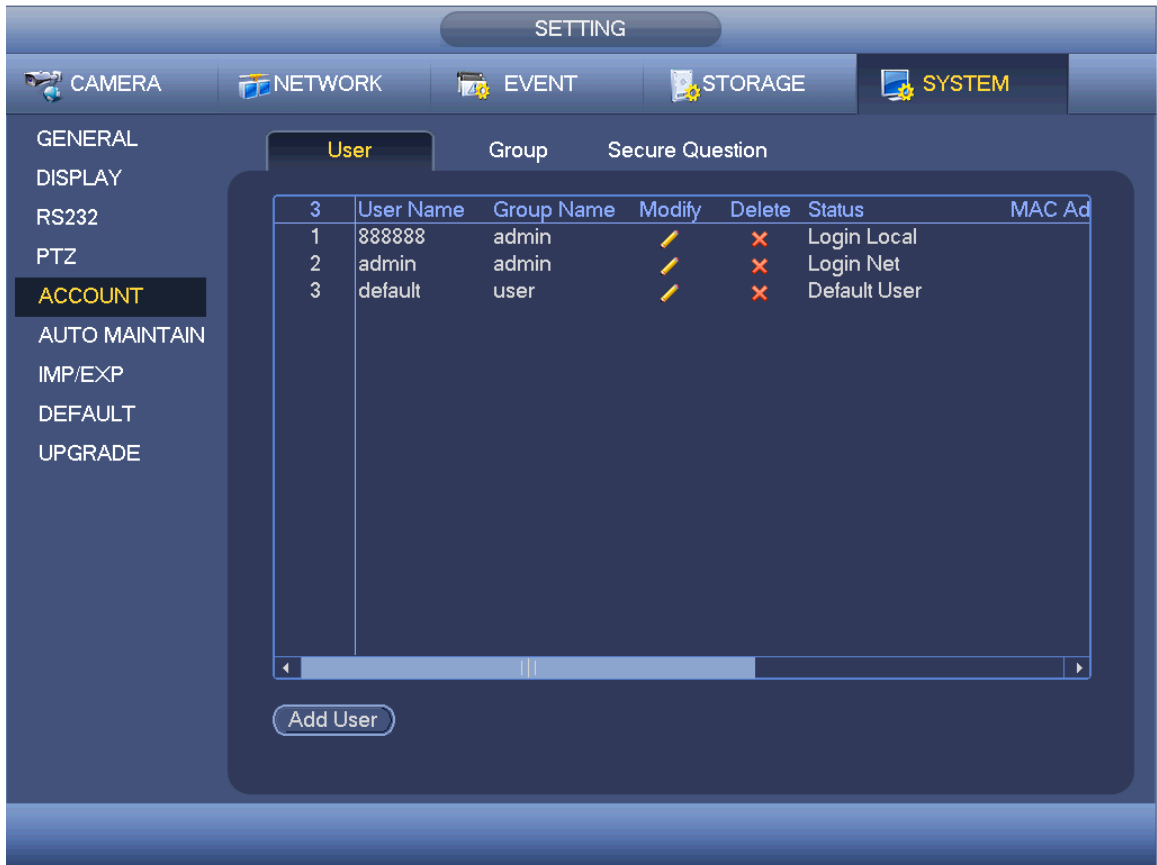 SETTING
CAMERA NETWORK EVENT STORAGE SYSTEM
GENERAL
DISPLAY
RS232
PTZ
ACCOUNT
AUTO MAINTAIN
IMP/EXP
DEFAULT
UPGRADE
User Group Secure Question
3 User Name Group Name Modify Delete Status MAC Ad
1 888888 admin Login Local
2 admin admin Login Net
3 default user Default User
Add User